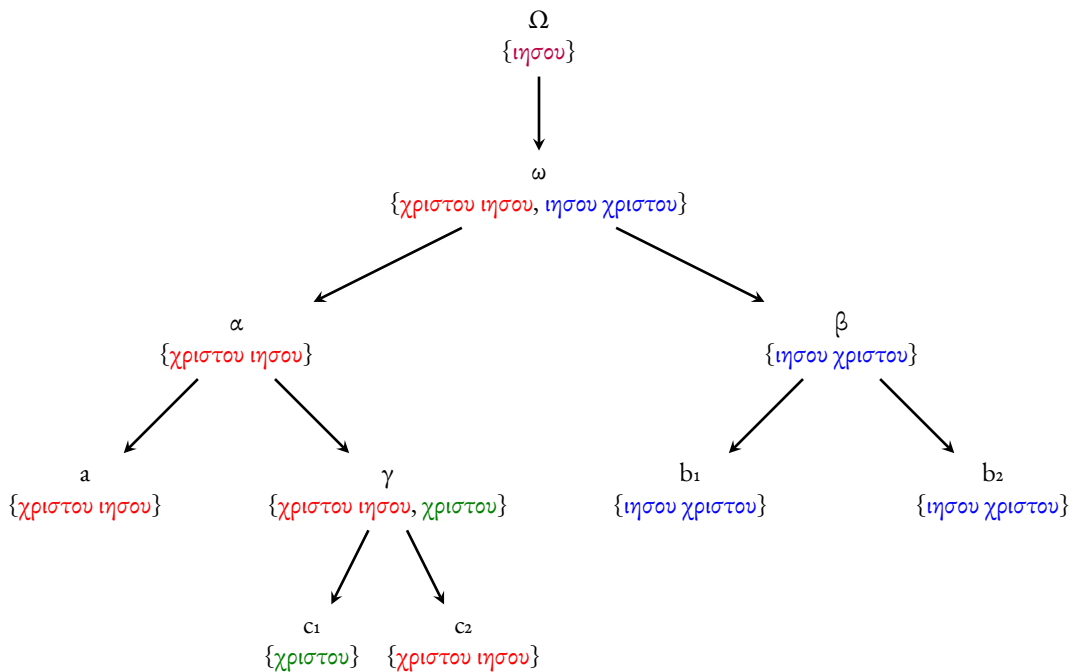 Ω
{ιησου}
ω
{χριστου ιησου, ιησου χριστου}
α
{χριστου ιησου}
β
{ιησου χριστου}
a
{χριστου ιησου}
γ
{χριστου ιησου, χριστου}
b₁
{ιησου χριστου}
b₂
{ιησου χριστου}
c₁
{χριστου}
c₂
{χριστου ιησου}